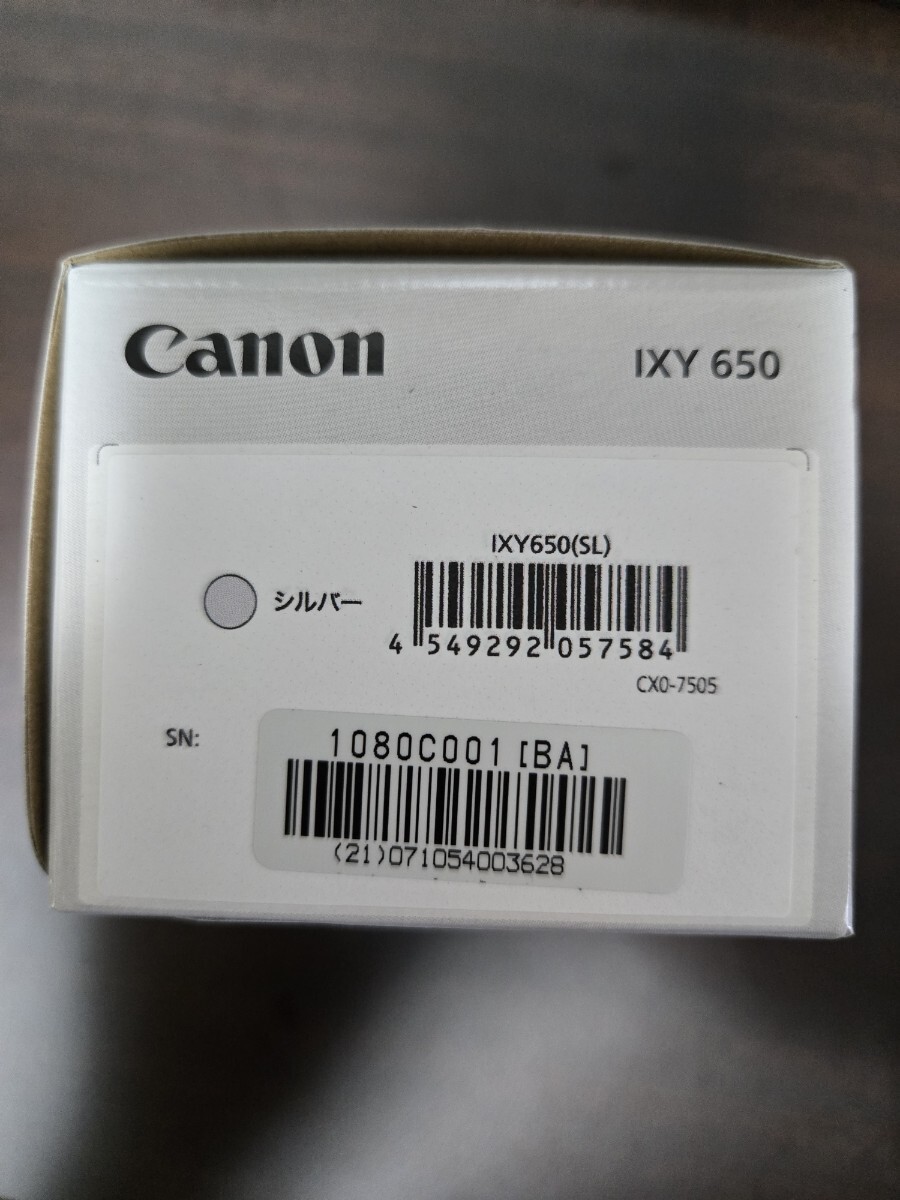 Canon
IXY 650
IXY650(SL)
シルバー
4 549292 057584
CX0-7505
SN:
1080C001 [BA]
(21)071054003628